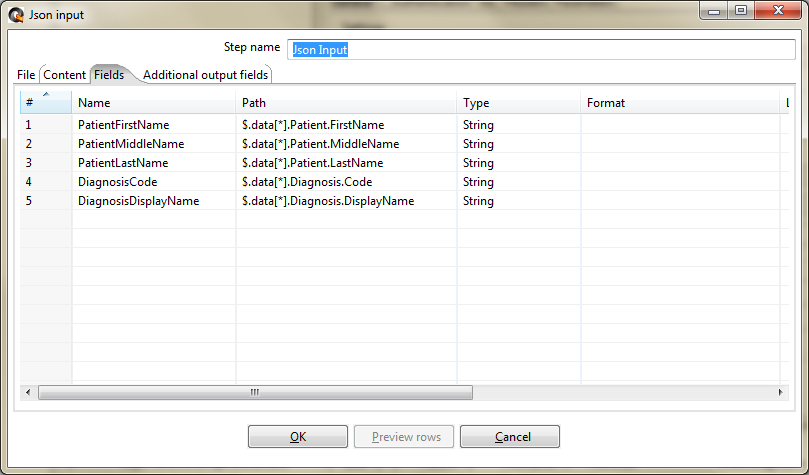 Json input
Step name Json Input
File Content Fields Additional output fields
# Name Path Type Format L
1 PatientFirstName $.data[*].Patient.FirstName String
2 PatientMiddleName $.data[*].Patient.MiddleName String
3 PatientLastName $.data[*].Patient.LastName String
4 DiagnosisCode $.data[*].Diagnosis.Code String
5 DiagnosisDisplayName $.data[*].Diagnosis.DisplayName String
OK Preview rows Cancel